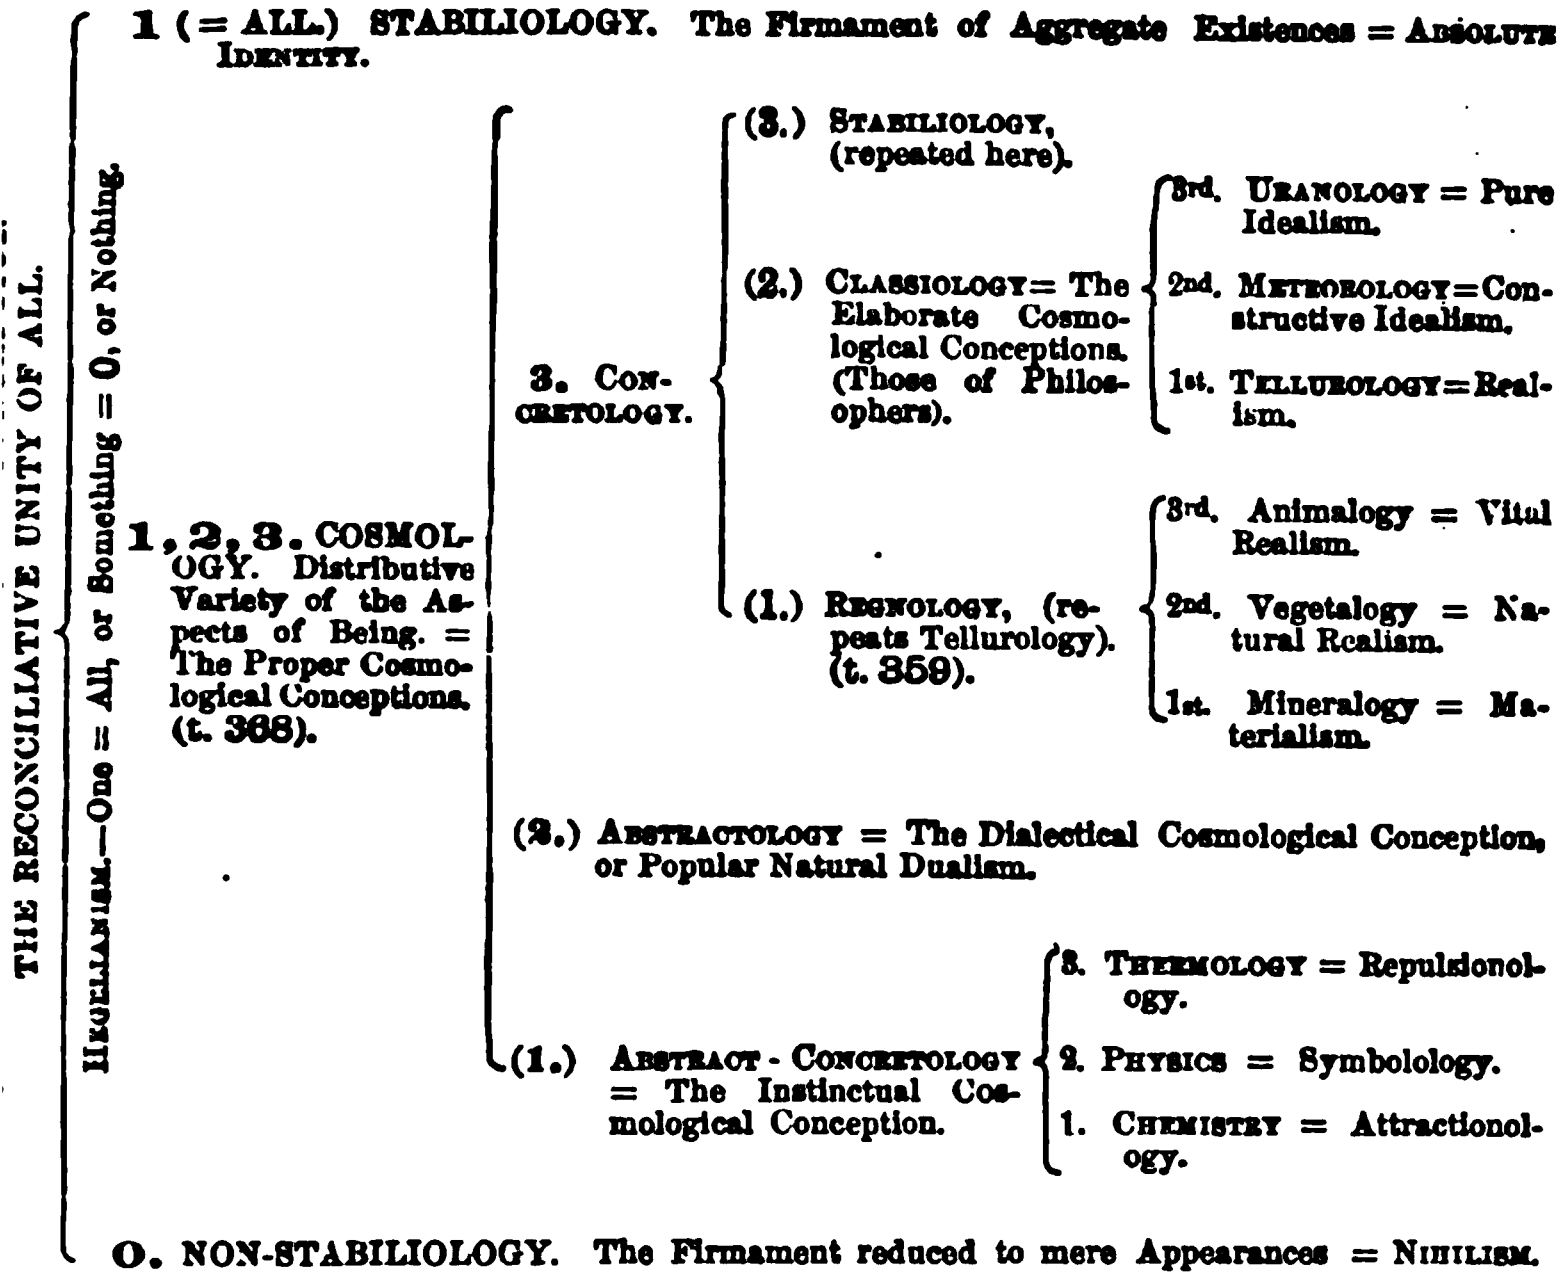 THE RECONCILIATIVE UNITY OF ALL.
HEGELLANISM.—One = All, or Something = O, or Nothing.
1 (= ALL.) STABILIOLOGY. The Firmament of Aggregate Existences = ABSOLUTE
IDENTITY.
1, 2, 3. COSMOL-
OGY. Distributive
Variety of the As-
pects of Being. =
The Proper Cosmo-
logical Conceptions.
(t. 368).
3. CON-
CRETOLOGY.
(3.) STABILIOLOGY,
(repeated here).
(2.) CLASSIOLOGY= The
Elaborate Cosmo-
logical Conceptions.
(Those of Philos-
ophers).
3rd. URANOLOGY = Pure
Idealism.
2nd. METEOROLOGY=Con-
structive Idealism.
1st. TELLUROLOGY=Real-
ism.
(1.) REGNOLOGY, (re-
peats Tellurology).
(t. 359).
3rd. Animalogy = Vital
Realism.
2nd. Vegetalogy = Na-
tural Realism.
1st. Mineralogy = Ma-
terialism.
(2.) ABSTRACTOLOGY = The Dialectical Cosmological Conception,
or Popular Natural Dualism.
(1.) ABSTRACT - CONCRETOLOGY
= The Instinctual Cos-
mological Conception.
3. THERMOLOGY = Repulsionol-
ogy.
2. PHYSICS = Symbolology.
1. CHEMISTRY = Attractionol-
ogy.
O. NON-STABILIOLOGY. The Firmament reduced to mere Appearances = NIHILISM.